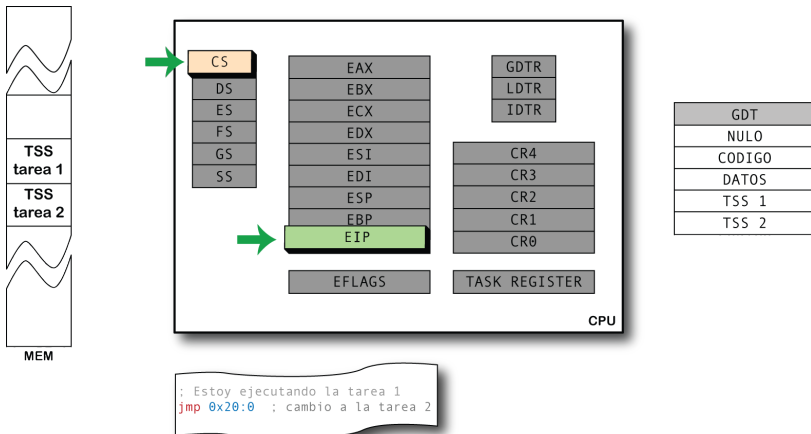 TSS
tarea 1
TSS
tarea 2
MEM
CS
DS
ES
FS
GS
SS
EAX
EBX
ECX
EDX
ESI
EDI
ESP
EBP
EIP
EFLAGS
GDTR
LDTR
IDTR
CR4
CR3
CR2
CR1
CR0
TASK REGISTER
CPU
GDT
NULO
CODIGO
DATOS
TSS 1
TSS 2
; Estoy ejecutando la tarea 1
jmp 0x20:0 ; cambio a la tarea 2